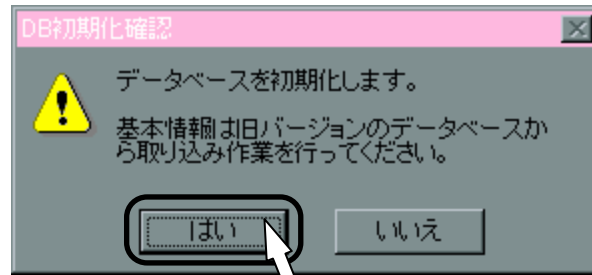 DB初期化確認
データベースを初期化します。
基本情報は旧バージョンのデータベースか
ら取り込み作業を行ってください。
はい
いいえ